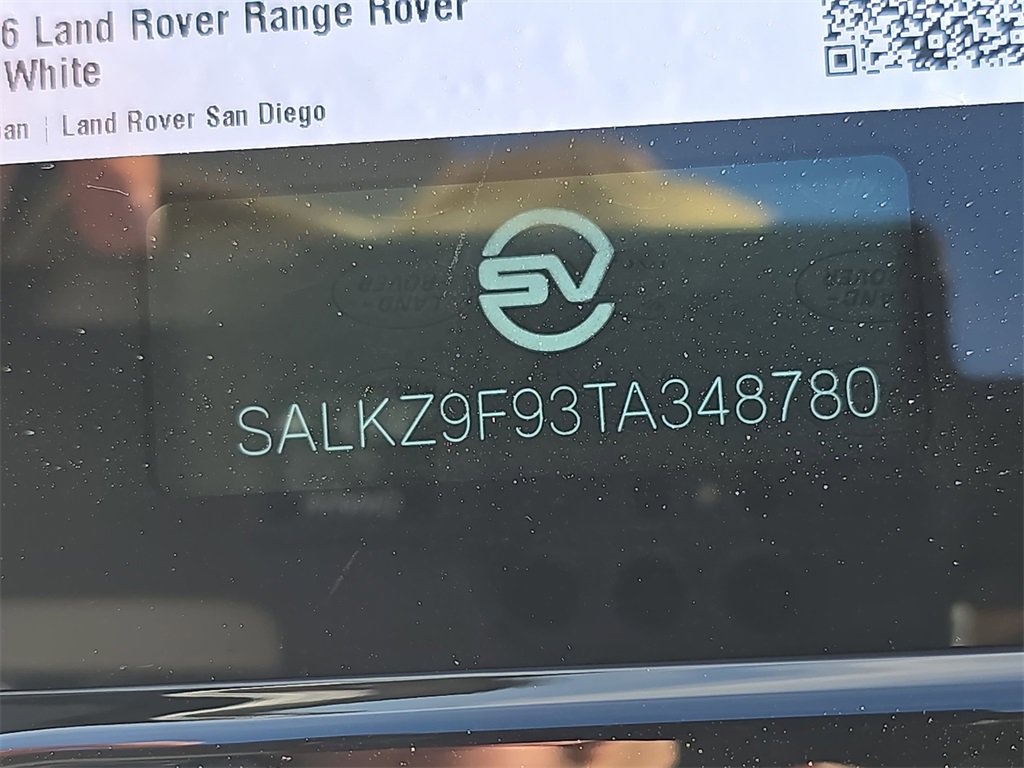 6 Land Rover Range Rover
White
an | Land Rover San Diego
SV
SALKZ9F93TA348780